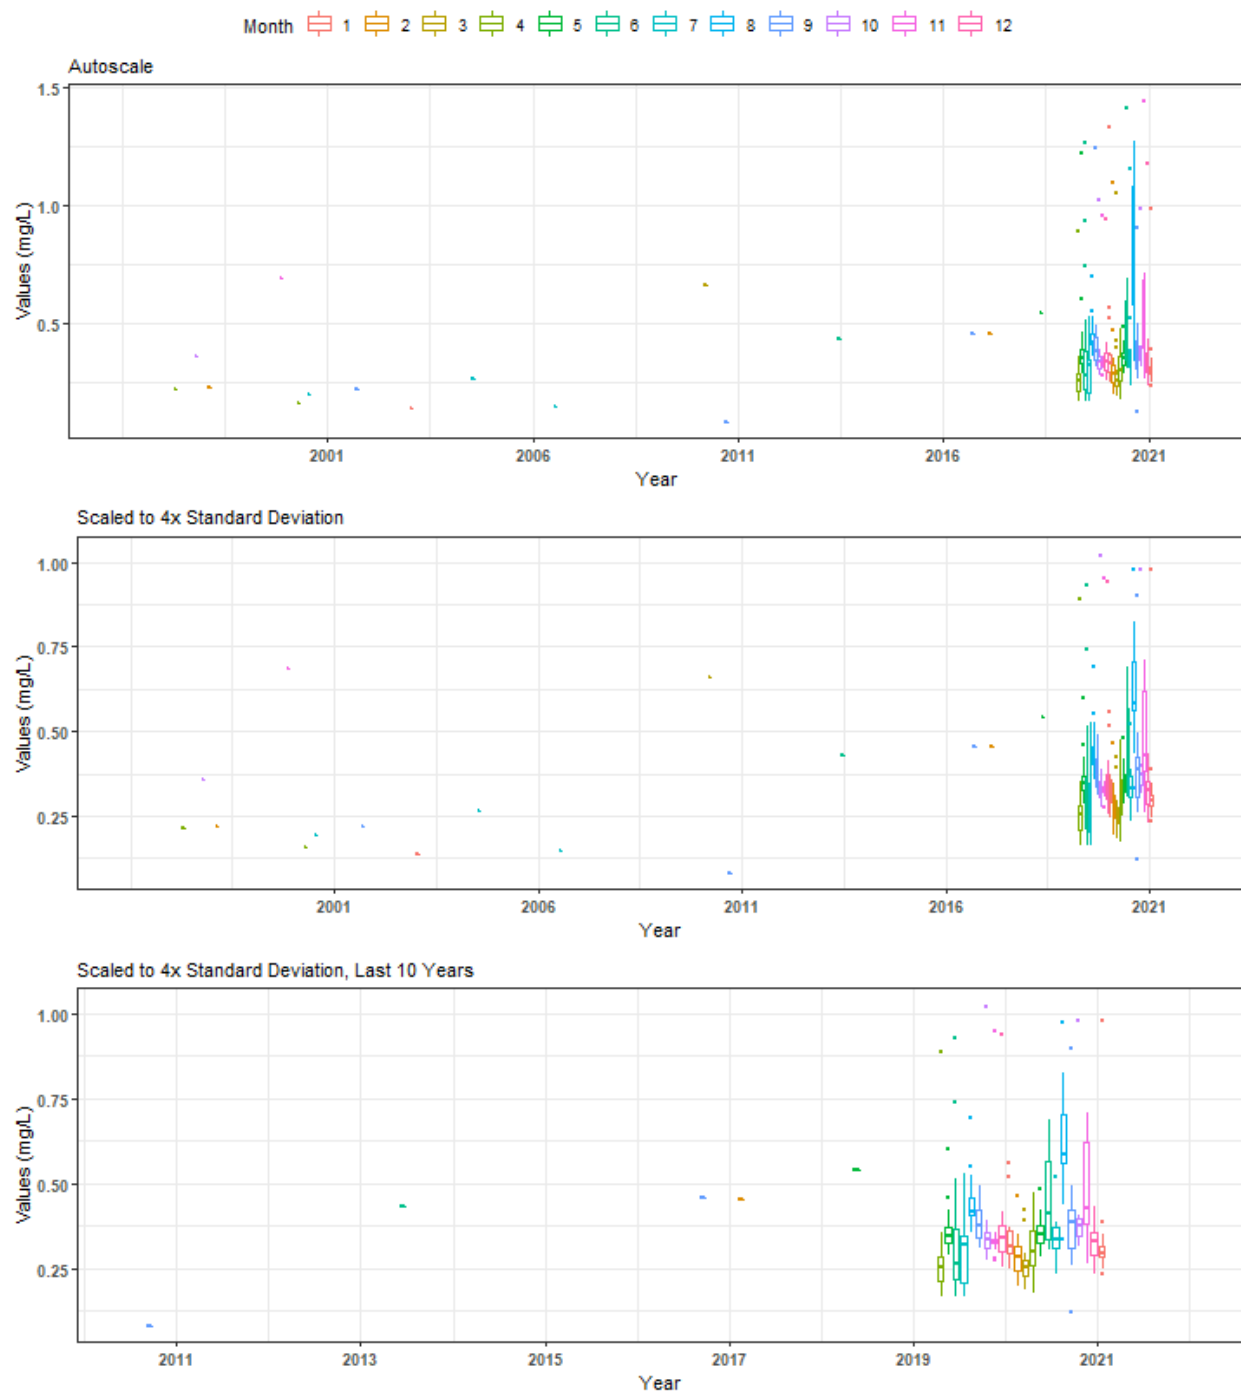 Month 1 2 3 4 5 6 7 8 9 10 11 12
Autoscale
1.5
1.0
0.5
Values (mg/L)
2001 2006 2011 2016 2021
Year
Scaled to 4x Standard Deviation
1.00
0.75
0.50
0.25
Values (mg/L)
2001 2006 2011 2016 2021
Year
Scaled to 4x Standard Deviation, Last 10 Years
1.00
0.75
0.50
0.25
Values (mg/L)
2011 2013 2015 2017 2019 2021
Year